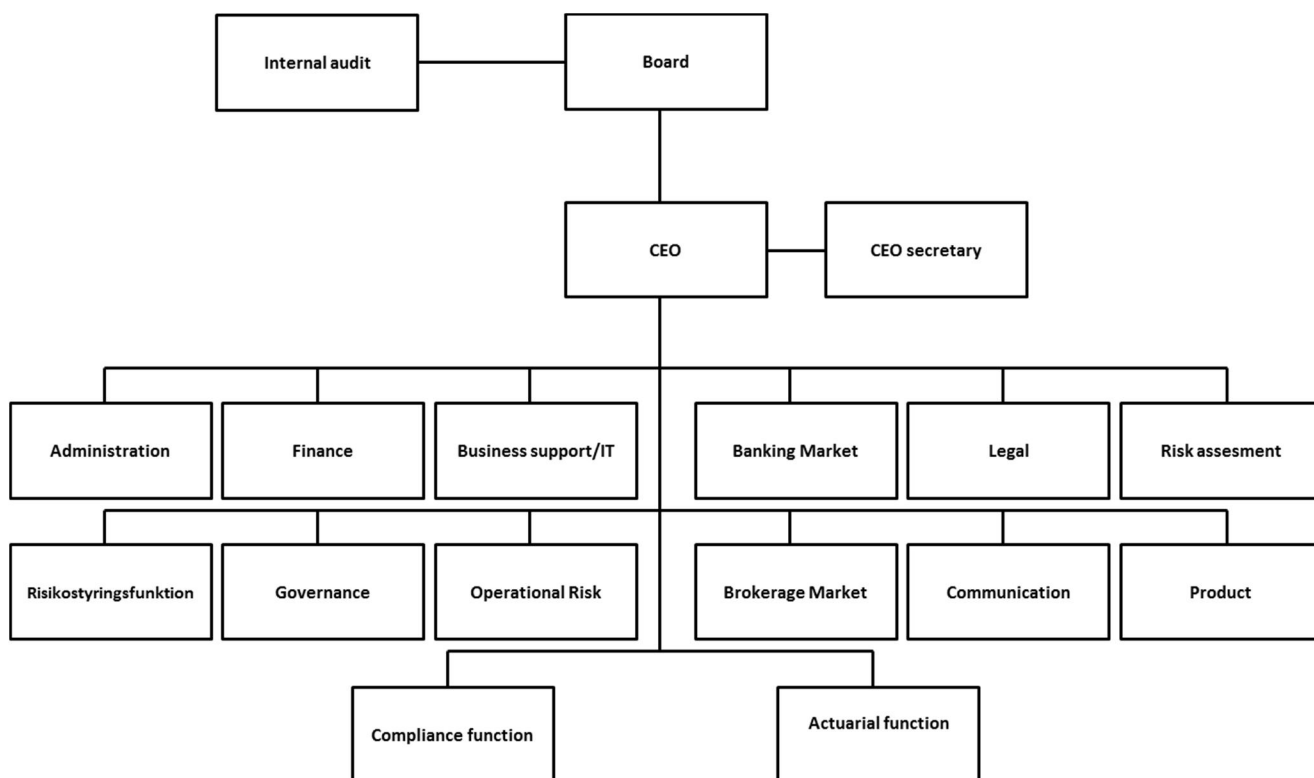 Internal audit
Board
CEO
CEO secretary
Administration
Finance
Business support/IT
Banking Market
Legal
Risk assesment
Risikostyringsfunktion
Governance
Operational Risk
Brokerage Market
Communication
Product
Compliance function
Actuarial function